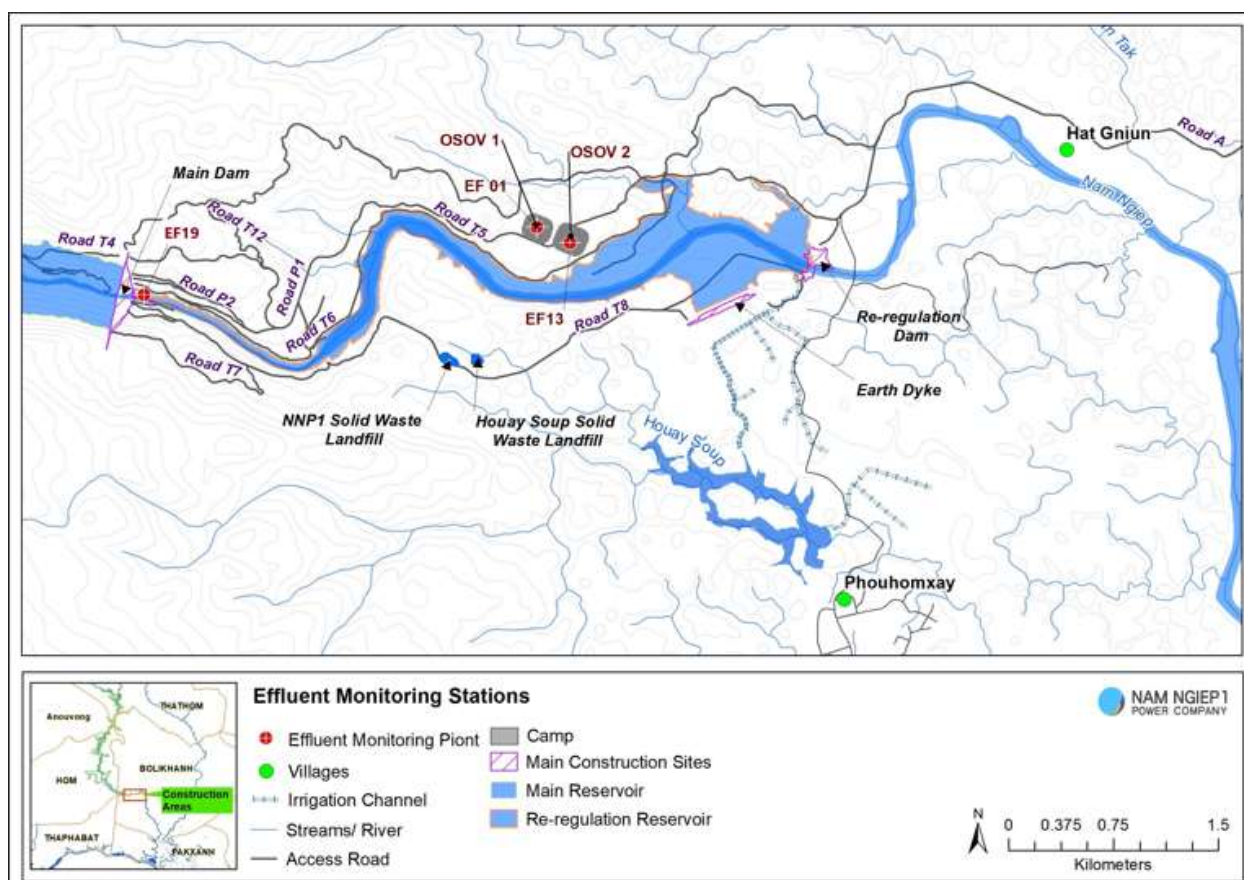 n Tak
Hat Gniun
Road A
OSOV 1
OSOV 2
EF 01
Main Dam
Nam Ngiep
Road T5
Road T4
Road T12
EF19
Road P1
Road P2
EF13
Road T8
Road T6
Re-regulation
Dam
Road T7
Earth Dyke
NNP1 Solid Waste
Landfill
Houay Soup Solid
Waste Landfill
Houay Soup
Phouhomxay
Effluent Monitoring Stations
Effluent Monitoring Piont
Villages
Irrigation Channel
Streams/ River
Access Road
Camp
Main Construction Sites
Main Reservoir
Re-regulation Reservoir
NAM NGIEP1
POWER COMPANY
N
0 0.375 0.75 1.5
Kilometers
Anouvong
THATHOM
HOM
BOLIKHANH
Construction
Areas
THAPHABAT
PAKXANH